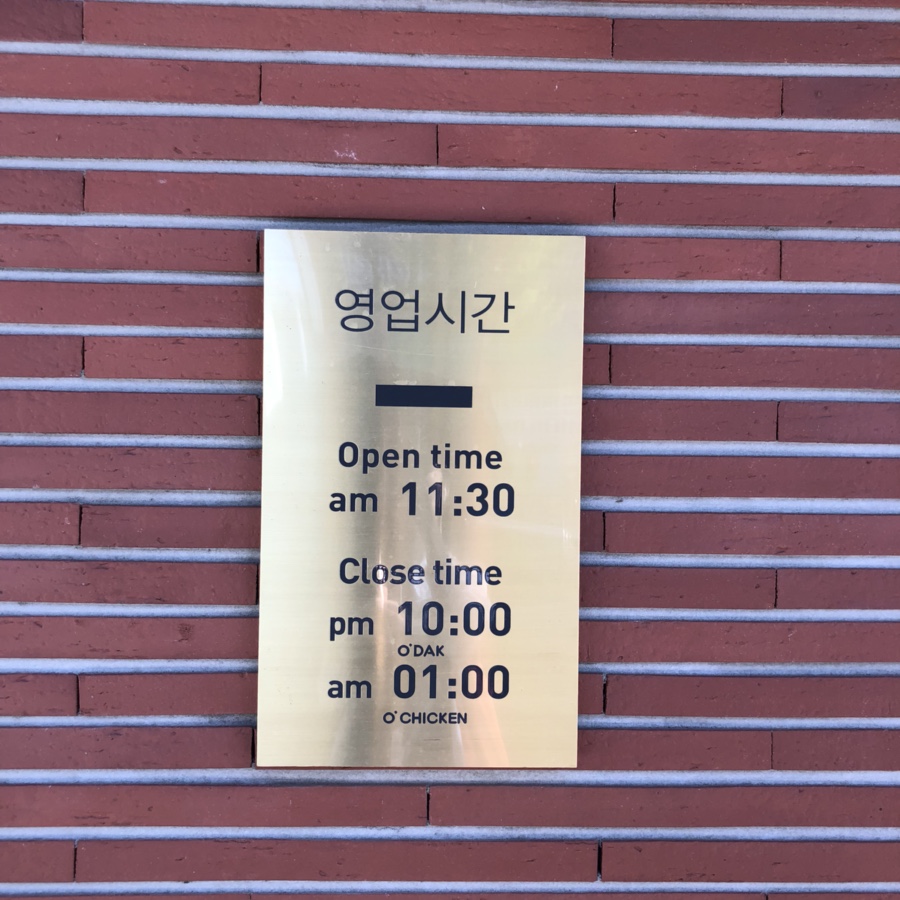 영업시간
Open time
am 11:30
Close time
pm 10:00
O'DAK
am 01:00
O'CHICKEN